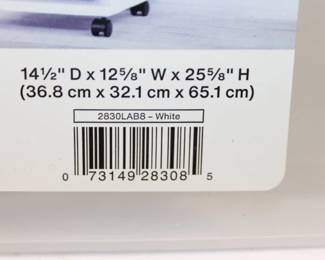 14½" D x 12⅝" W x 25⅝" H
(36.8 cm x 32.1 cm x 65.1 cm)
2830LAB8 – White
0 73149 28308 5